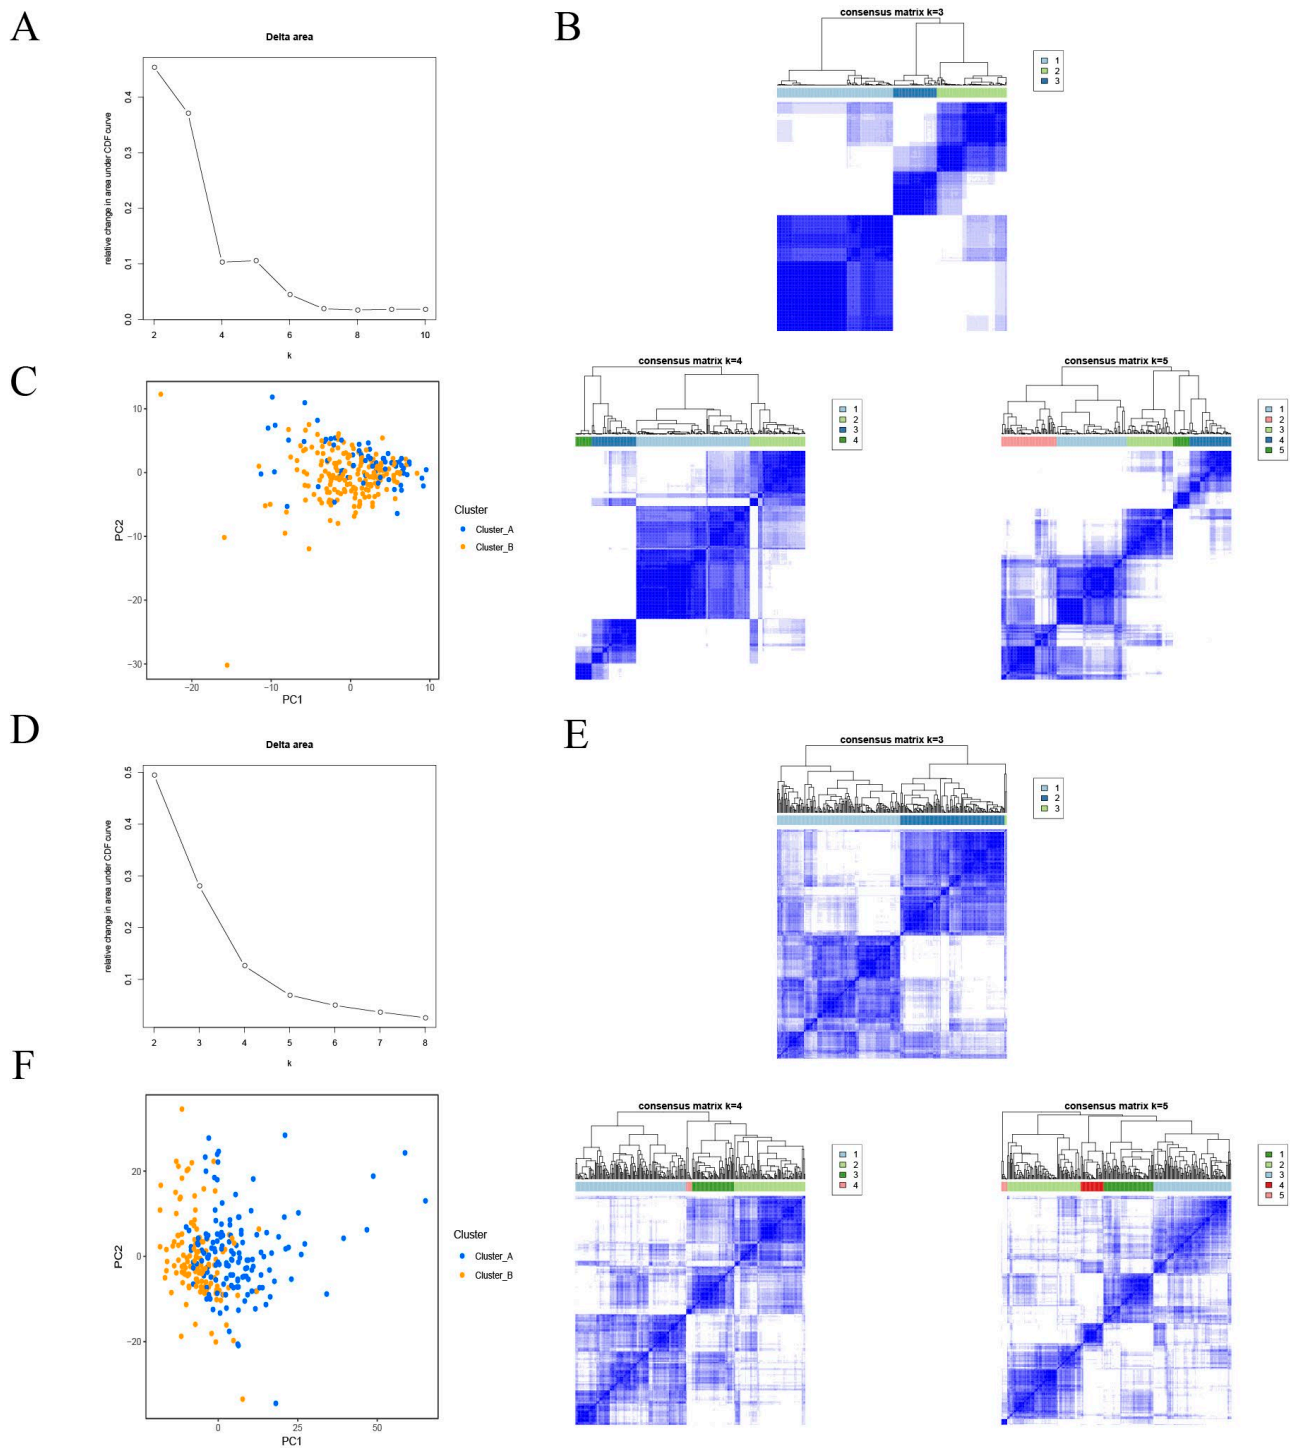 A
Delta area
relative change in area under CDF curve
0.4
0.3
0.2
0.1
0.0
2 4 6 8 10
k
B
consensus matrix k=3
1
2
3
C
PC2
10
0
−10
−20
−30
−20 −10 0 10
PC1
Cluster
Cluster_A
Cluster_B
consensus matrix k=4
1
2
3
4
consensus matrix k=5
1
2
3
4
5
D
Delta area
relative change in area under CDF curve
0.5
0.4
0.3
0.2
0.1
2 3 4 5 6 7 8
k
E
consensus matrix k=3
1
2
3
F
PC2
20
0
−20
0 25 50
PC1
Cluster
Cluster_A
Cluster_B
consensus matrix k=4
1
2
3
4
consensus matrix k=5
1
2
3
4
5